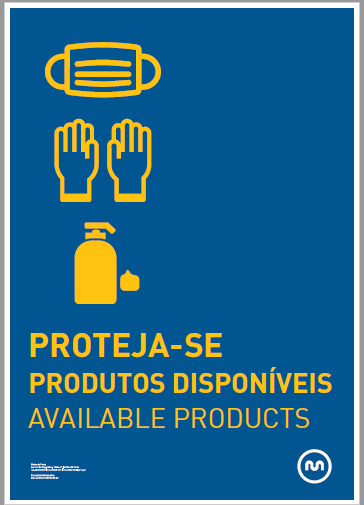 PROTEJA-SE
PRODUTOS DISPONÍVEIS
AVAILABLE PRODUCTS